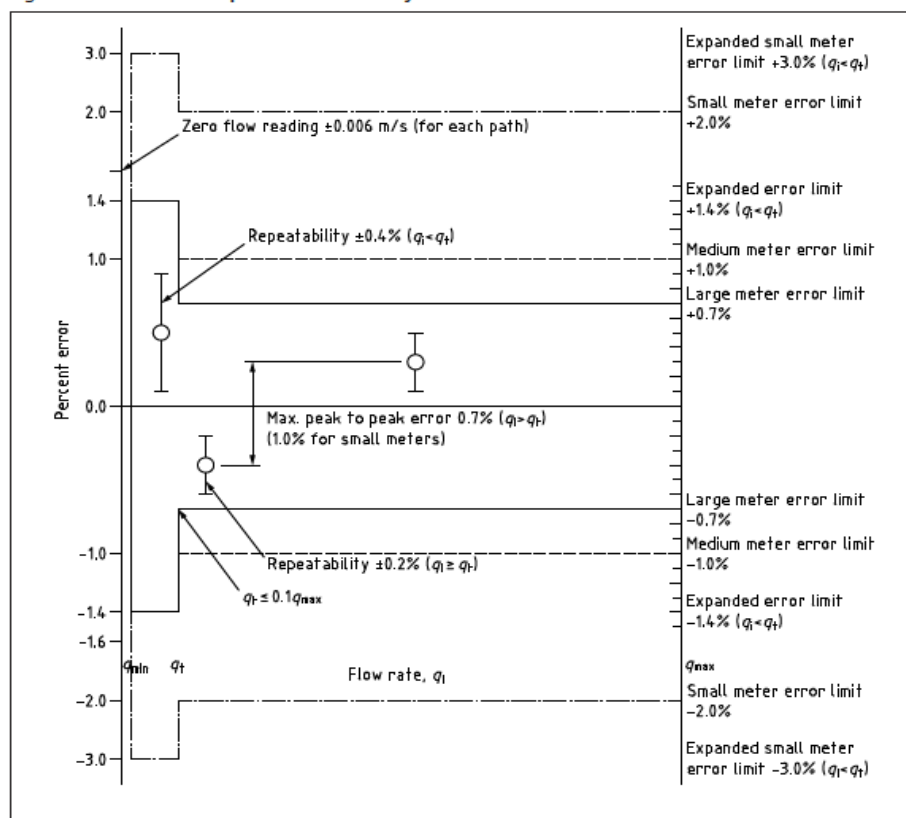 3.0
2.0
1.4
1.0
0.0
-1.0
-1.4
-1.6
-2.0
-3.0
Percent error
Zero flow reading ±0.006 m/s (for each path)
Repeatability ±0.4% (qi<qt)
Max. peak to peak error 0.7% (qi>qt)
(1.0% for small meters)
Repeatability ±0.2% (qi≥ qt)
qt≤0.1qmax
qmin
qt
Flow rate, qi
qmax
Expanded small meter
error limit +3.0% (qi<qt)
Small meter error limit
+2.0%
Expanded error limit
+1.4% (qi<qt)
Medium meter error limit
+1.0%
Large meter error limit
+0.7%
Large meter error limit
-0.7%
Medium meter error limit
-1.0%
Expanded error limit
-1.4% (qi<qt)
Small meter error limit
-2.0%
Expanded small meter
error limit -3.0% (qi<qt)